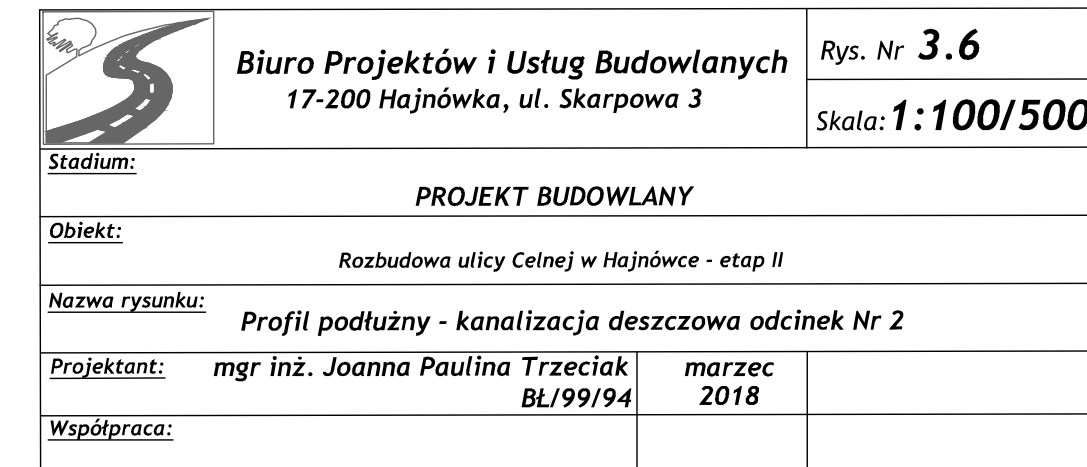 Biuro Projektów i Usług Budowlanych
17-200 Hajnówka, ul. Skarpowa 3
Rys. Nr 3.6
Skala: 1:100/500
Stadium:
PROJEKT BUDOWLANY
Obiekt:
Rozbudowa ulicy Celnej w Hajnówce - etap II
Nazwa rysunku:
Profil podłużny - kanalizacja deszczowa odcinek Nr 2
Projektant:
mgr inż. Joanna Paulina Trzeciak
BŁ/99/94
marzec
2018
Współpraca: